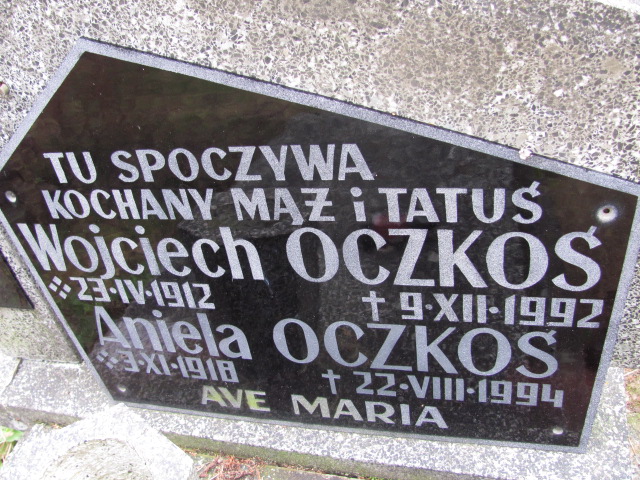 TU SPOCZYWA
KOCHANY MĄŻ i TATUŚ
Wojciech OCZKOŚ
※23·IV·1912 †9·XII·1992
Aniela OCZKOŚ
※3·XI·1918 †22·VIII·1994
AVE MARIA